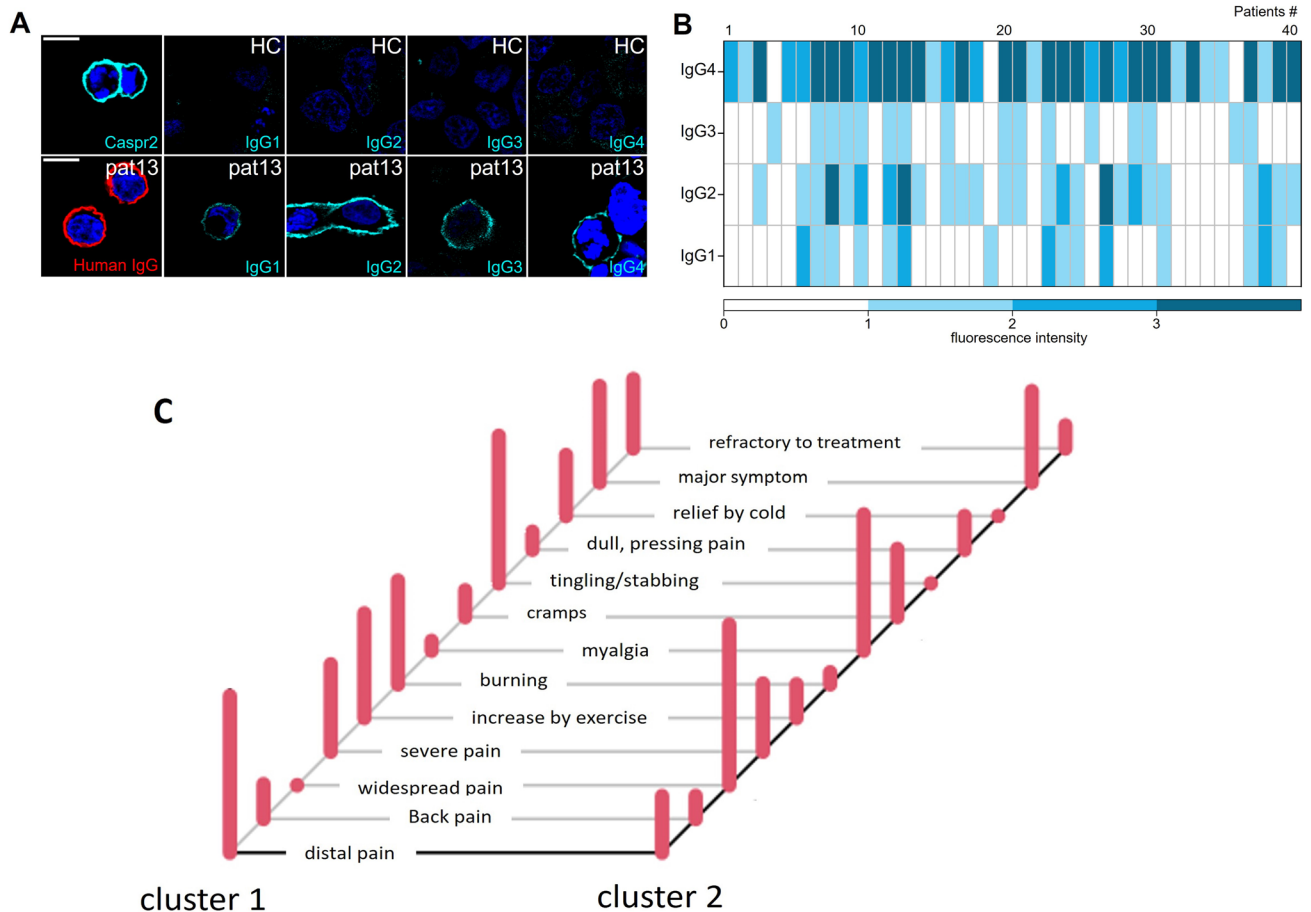 A
HC
HC
HC
HC
Caspr2
IgG1
IgG2
IgG3
IgG4
pat13
pat13
pat13
pat13
pat13
Human IgG
IgG1
IgG2
IgG3
IgG4
B
Patients #
1 10 20 30 40
IgG4
IgG3
IgG2
IgG1
0 1 2 3
fluorescence intensity
C
refractory to treatment
major symptom
relief by cold
dull, pressing pain
tingling/stabbing
cramps
myalgia
burning
increase by exercise
severe pain
widespread pain
Back pain
distal pain
cluster 1
cluster 2